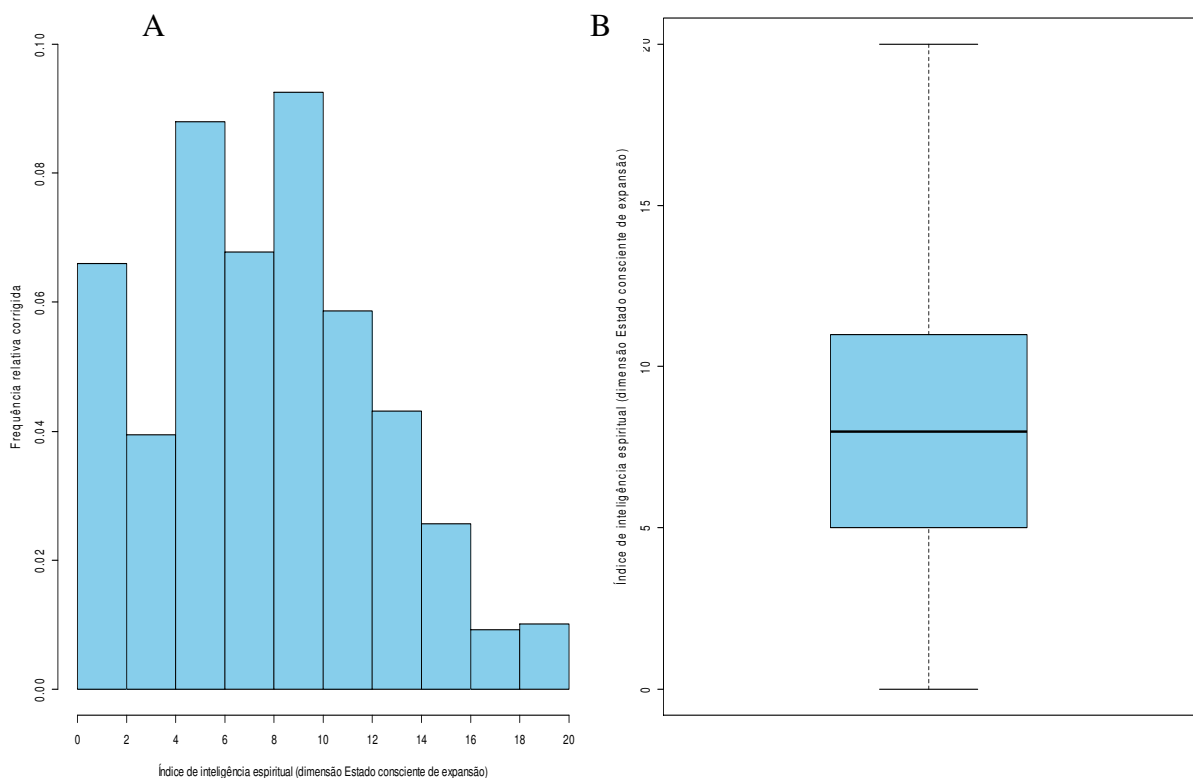 A
Frequência relativa corrigida
0.10
0.08
0.06
0.04
0.02
0.00
0 2 4 6 8 10 12 14 16 18 20
Índice de inteligência espiritual (dimensão Estado consciente de expansão)
B
Índice de inteligência espiritual (dimensão Estado consciente de expansão)
20
15
10
5
0